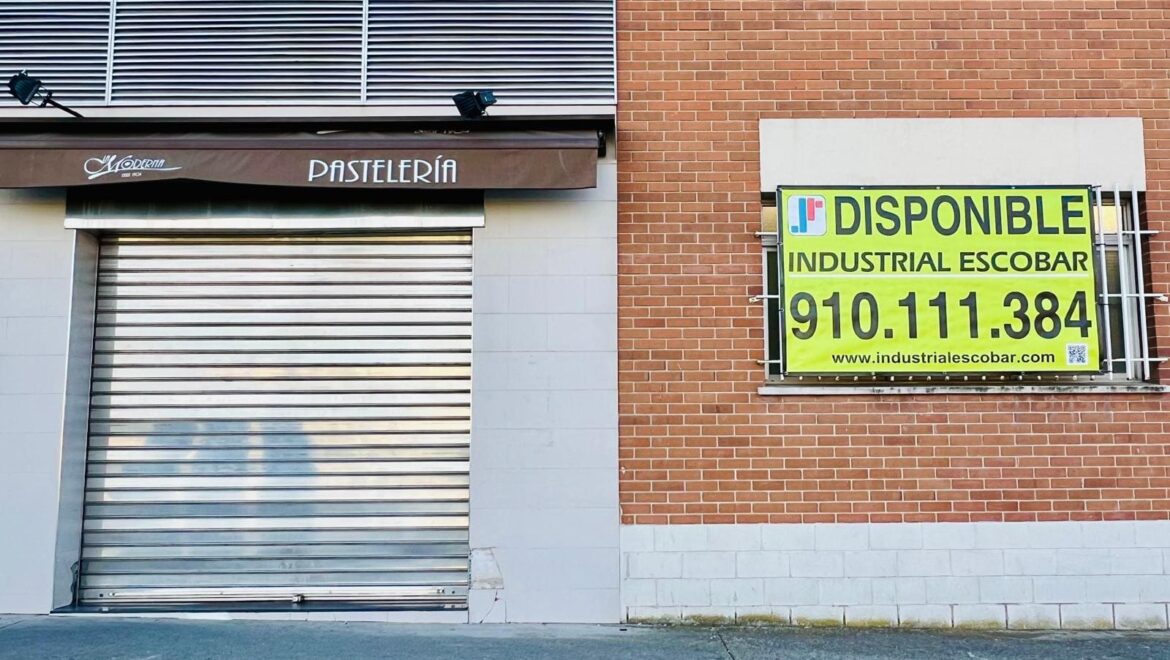 La Moderna
PASTELERÍA
DISPONIBLE
INDUSTRIAL ESCOBAR
910.111.384
www.industrialescobar.com